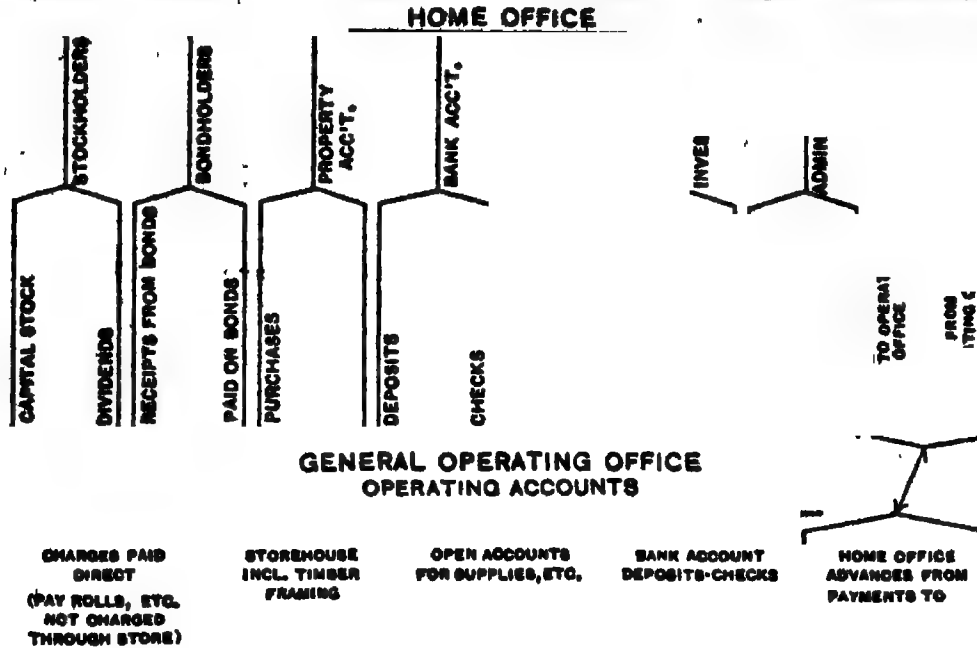 HOME OFFICE
STOCKHOLDERS
BONDHOLDERS
PROPERTY
ACC'T.
BANK ACC'T.
INVES
ADMIN
CAPITAL STOCK
DIVIDENDS
RECEIPTS FROM BONDS
PAID ON BONDS
PURCHASES
DEPOSITS
CHECKS
TO OPERAT
OFFICE
FROM
GENERAL OPERATING OFFICE
OPERATING ACCOUNTS
CHARGES PAID
DIRECT
(PAY ROLLS, ETC.
NOT CHARGED
THROUGH STORE)
STOREHOUSE
INCL. TIMBER
FRAMING
OPEN ACCOUNTS
FOR SUPPLIES, ETC.
BANK ACCOUNT
DEPOSITS-CHECKS
HOME OFFICE
ADVANCES FROM
PAYMENTS TO